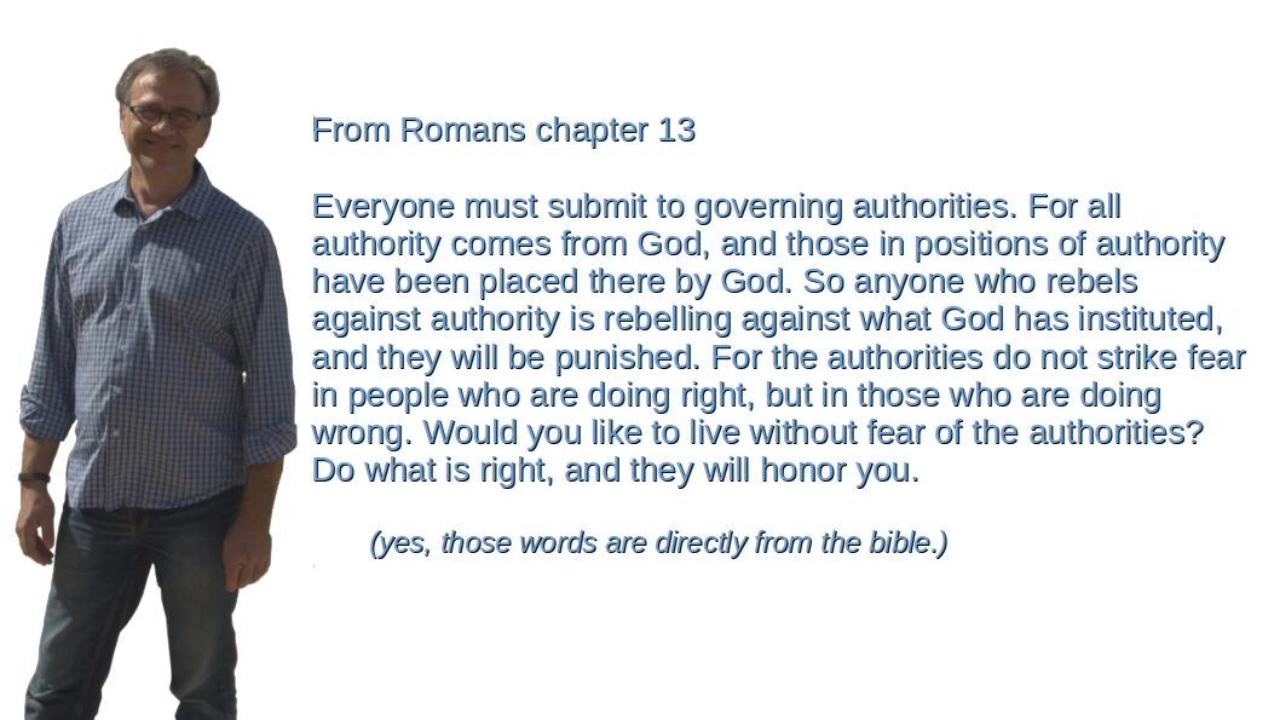 From Romans chapter 13
Everyone must submit to governing authorities. For all
authority comes from God, and those in positions of authority
have been placed there by God. So anyone who rebels
against authority is rebelling against what God has instituted,
and they will be punished. For the authorities do not strike fear
in people who are doing right, but in those who are doing
wrong. Would you like to live without fear of the authorities?
Do what is right, and they will honor you.
(yes, those words are directly from the bible.)